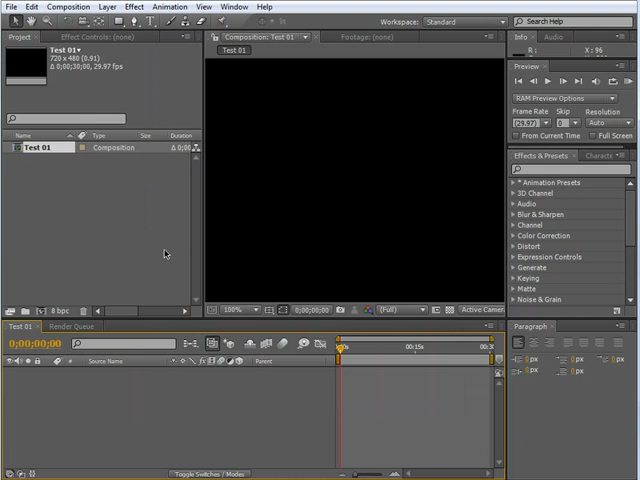 File Edit Composition Layer Effect Animation View Window Help
Workspace: Standard Search Help
Project Effect Controls: (none)
Composition: Test 01 Footage: (none)
Info Audio
Test 01
Test 01
720 x 480 (0.91)
Δ 0;00;30;00, 29.97 fps
R : X : 96
Preview
RAM Preview Options
Frame Rate Skip Resolution
(29.97) 0 Auto
From Current Time Full Screen
Name Type Size Duration
Test 01 Composition Δ 0;00
Effects & Presets Charact
* Animation Presets
3D Channel
Audio
Blur & Sharpen
Channel
Color Correction
Distort
Expression Controls
Generate
Keying
Matte
Noise & Grain
8 bpc
100% 0;00;00;00 (Full) Active Camera
Test 01 Render Queue
Paragraph
0;00;00;00
00:15s
# Source Name Parent
0 px 0 px 0 px
0 px 0 px
Toggle Switches / Modes